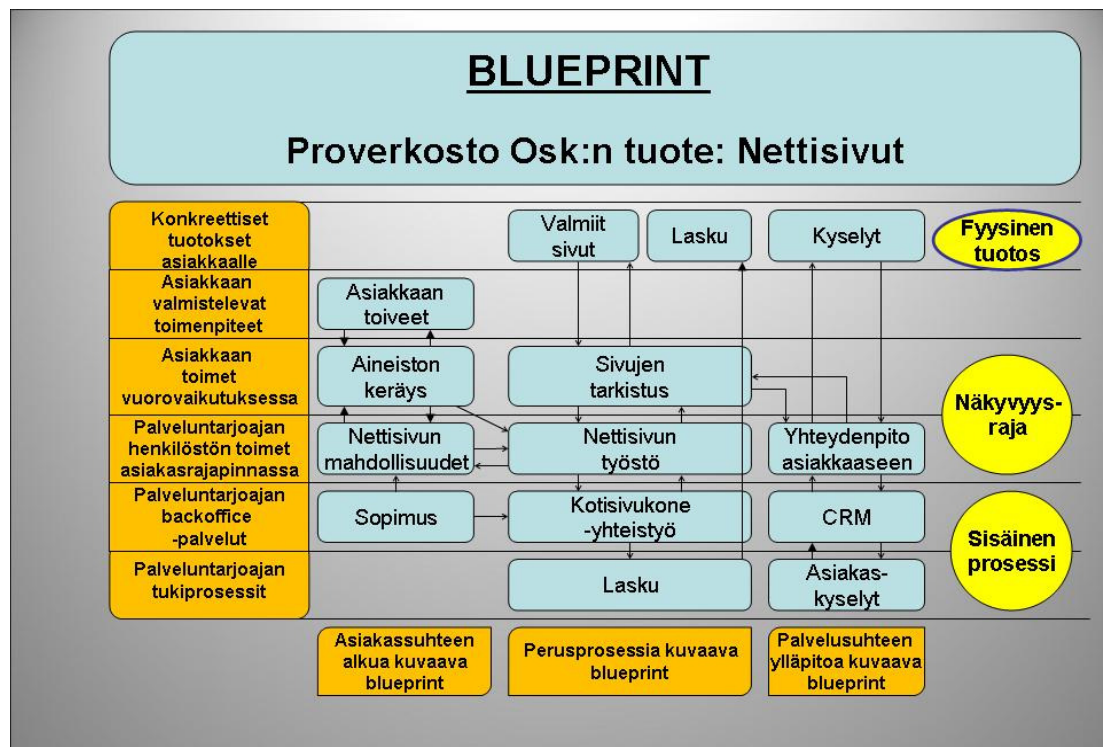 BLUEPRINT
Proverkosto Osk:n tuote: Nettisivut
Konkreettiset
tuotokset
asiakkaalle
Valmiit
sivut
Lasku
Kyselyt
Fyysinen
tuotos
Asiakkaan
valmistelevat
toimenpiteet
Asiakkaan
toiveet
Asiakkaan
toimet
vuorovaikutuksessa
Aineiston
keräys
Sivujen
tarkistus
Näkyvyys-
raja
Palveluntarjoajan
henkilöstön toimet
asiakasrajapinnassa
Nettisivun
mahdollisuudet
Nettisivun
työstö
Yhteydenpito
asiakkaaseen
Palveluntarjoajan
backoffice
-palvelut
Sopimus
Kotisivukone
-yhteistyö
CRM
Sisäinen
prosessi
Palveluntarjoajan
tukiprosessit
Lasku
Asiakas-
kyselyt
Asiakassuhteen
alkua kuvaava
blueprint
Perusprosessia kuvaava
blueprint
Palvelusuhteen
ylläpitoa kuvaava
blueprint